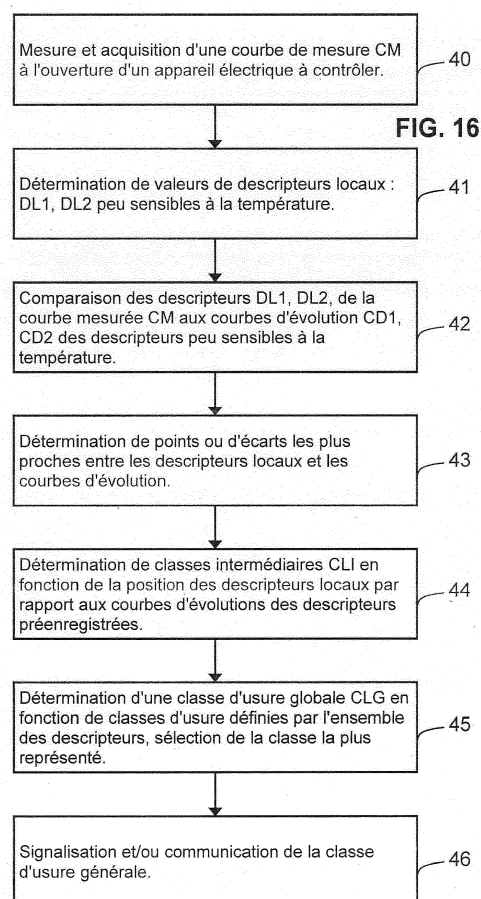 Mesure et acquisition d'une courbe de mesure CM
à l'ouverture d'un appareil électrique à contrôler.
40
FIG. 16
Détermination de valeurs de descripteurs locaux :
DL1, DL2 peu sensibles à la température.
41
Comparaison des descripteurs DL1, DL2, de la
courbe mesurée CM aux courbes d'évolution CD1,
CD2 des descripteurs peu sensibles à la
température.
42
Détermination de points ou d'écarts les plus
proches entre les descripteurs locaux et les
courbes d'évolution.
43
Détermination de classes intermédiaires CLI en
fonction de la position des descripteurs locaux par
rapport aux courbes d'évolutions des descripteurs
préenregistrées.
44
Détermination d'une classe d'usure globale CLG en
fonction de classes d'usure définies par l'ensemble
des descripteurs, sélection de la classe la plus
représenté.
45
Signalisation et/ou communication de la classe
d'usure générale.
46